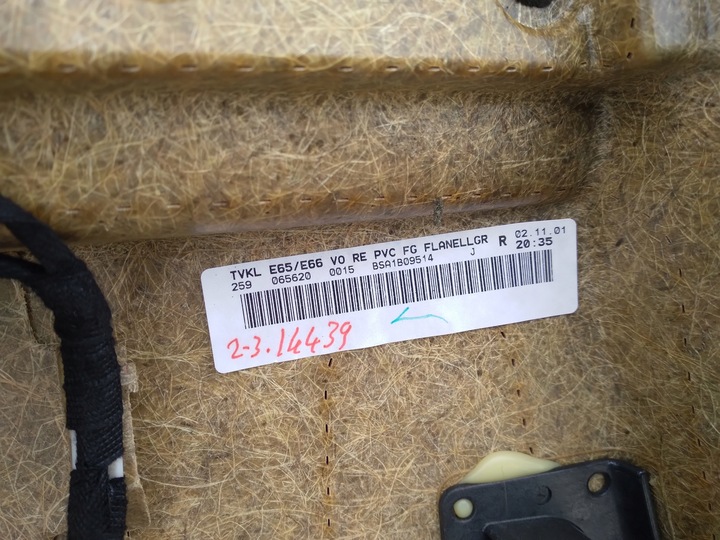 TVKL E65/E66 VO RE PVC FG FLANELLGR R 02.11.01
259 065620 0015 BSA1B09514 J 20:35
2-3.14439